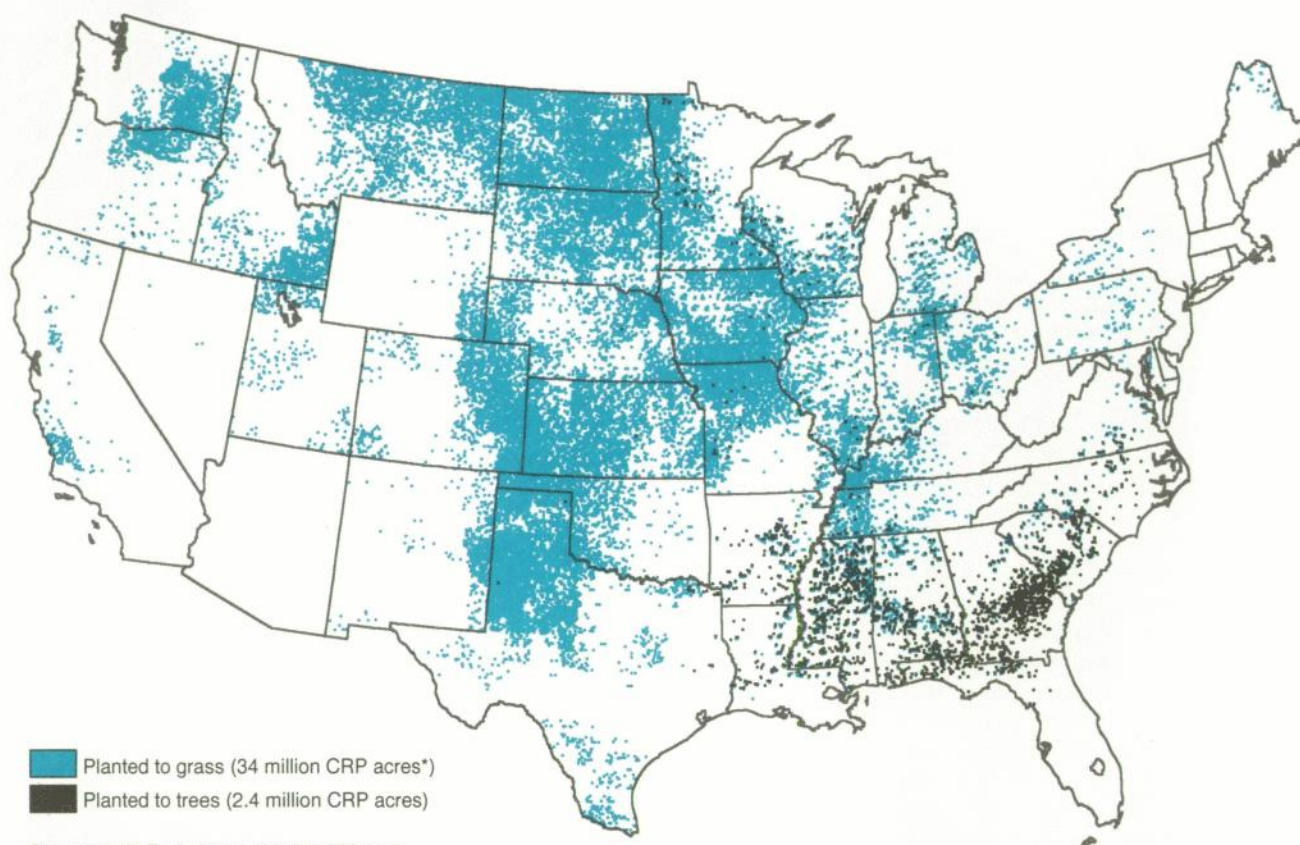 Planted to grass (34 million CRP acres*)
Planted to trees (2.4 million CRP acres)